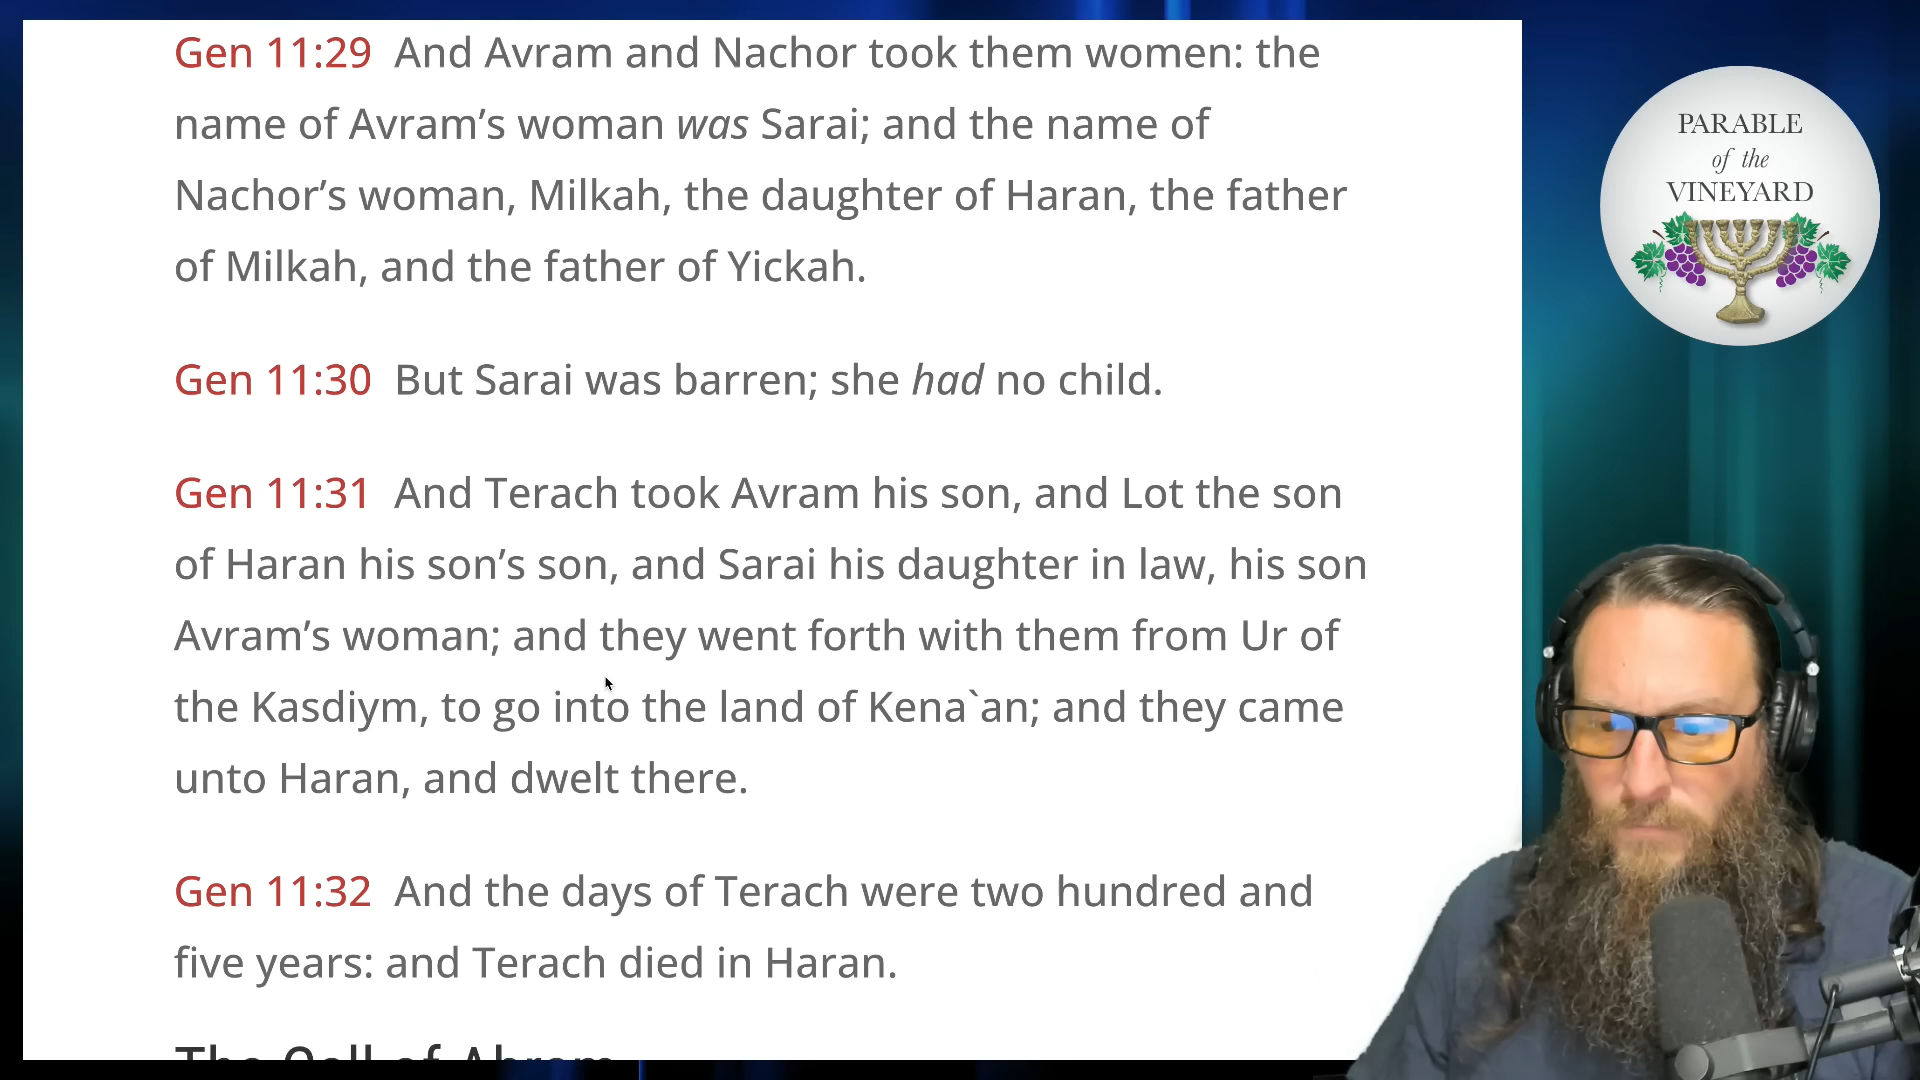 Gen 11:29 And Avram and Nachor took them women: the
name of Avram’s woman was Sarai; and the name of
Nachor’s woman, Milkah, the daughter of Haran, the father
of Milkah, and the father of Yickah.
Gen 11:30 But Sarai was barren; she had no child.
Gen 11:31 And Terach took Avram his son, and Lot the son
of Haran his son’s son, and Sarai his daughter in law, his son
Avram’s woman; and they went forth with them from Ur of
the Kasdiym, to go into the land of Kena`an; and they came
unto Haran, and dwelt there.
Gen 11:32 And the days of Terach were two hundred and
five years: and Terach died in Haran.
The Call of Abram
PARABLE
of the
VINEYARD